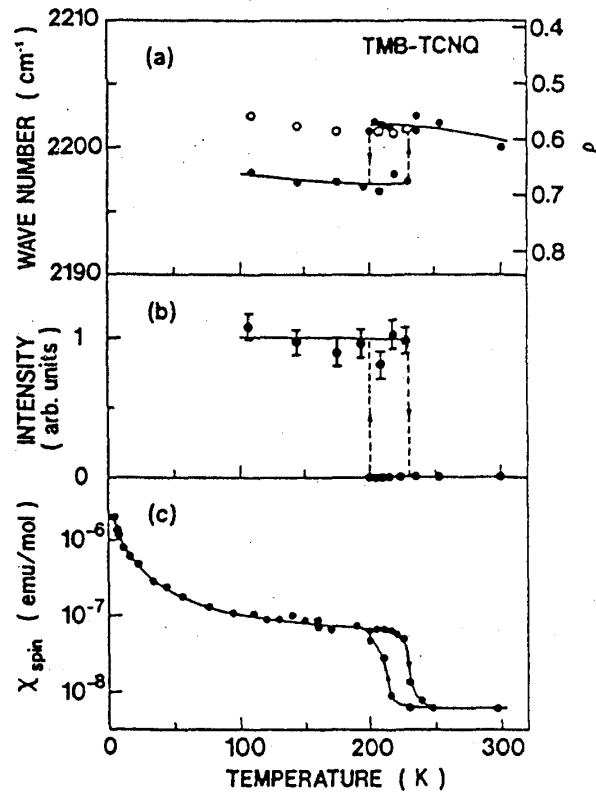 2210
0.4
(a)
TMB-TCNQ
0.5
WAVE NUMBER ( cm⁻¹ )
2200
0.6
ρ
0.7
0.8
2190
(b)
1
INTENSITY
( arb. units )
0
(c)
10⁻⁶
10⁻⁷
10⁻⁸
χspin ( emu/mol )
0 100 200 300
TEMPERATURE ( K )